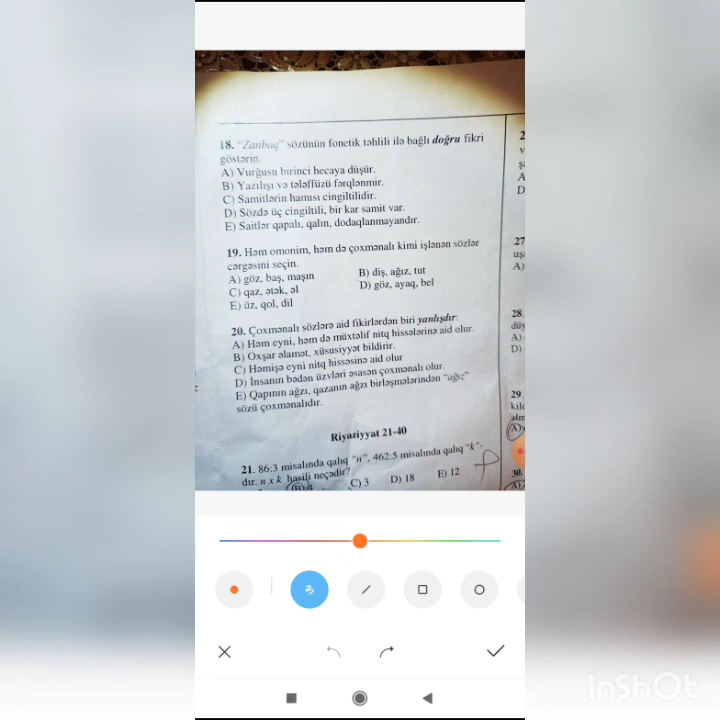 18. "Zanbaq" sözünün fonetik təhlili ilə bağlı doğru fikri
göstərin.
A) Vurğusu birinci hecaya düşür.
B) Yazılışı və tələffüzü fərqlənmir.
C) Samitlərin hamısı cingiltilidir.
D) Sözdə üç cingiltili, bir kar samit var.
E) Saitlər qapalı, qalın, dodaqlanmayandır.
19. Həm omonim, həm də çoxmənalı kimi işlənən sözlər
cərgəsini seçin.
A) göz, baş, maşın B) diş, ağız, tut
C) qaz, ətək, əl D) göz, ayaq, bel
E) üz, qol, dil
20. Çoxmənalı sözlərə aid fikirlərdən biri yanlışdır:
A) Həm eyni, həm də müxtəlif nitq hissələrinə aid olur.
B) Oxşar əlamət, xüsusiyyət bildirir.
C) Həmişə eyni nitq hissəsinə aid olur
D) İnsanın bədən üzvləri əsasən çoxmənalı olur.
E) Qapının ağzı, qazanın ağzı birləşmələrindən "ağız"
sözü çoxmənalıdır.
Riyaziyyat 21-40
21. 86:3 misalında qalıq "n", 462:5 misalında qalıq "k"-
dır. n x k hasili neçədir?
B) 4 C) 3 D) 18 E) 12
2
A
D
27
A)
28.
A)
D)
29.
A)
30.
A)
InShOt